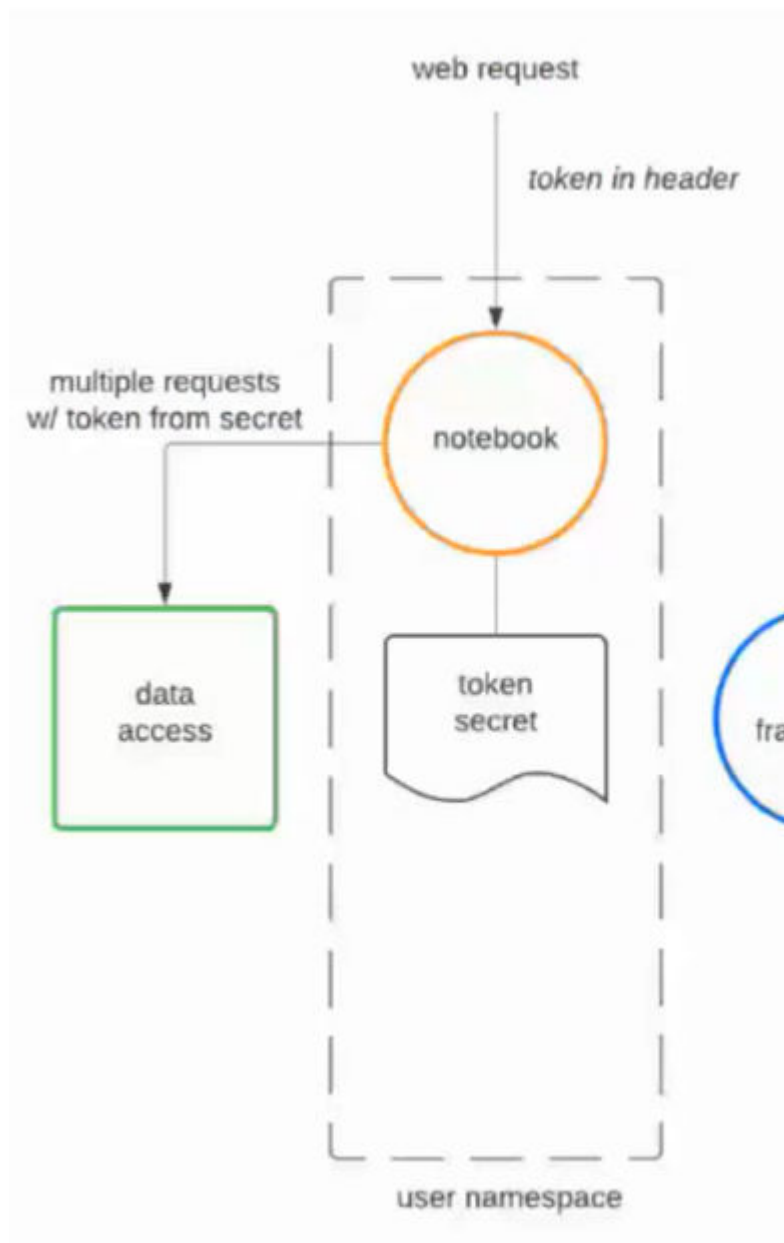 web request
token in header
multiple requests
w/ token from secret
notebook
data
access
token
secret
user namespace